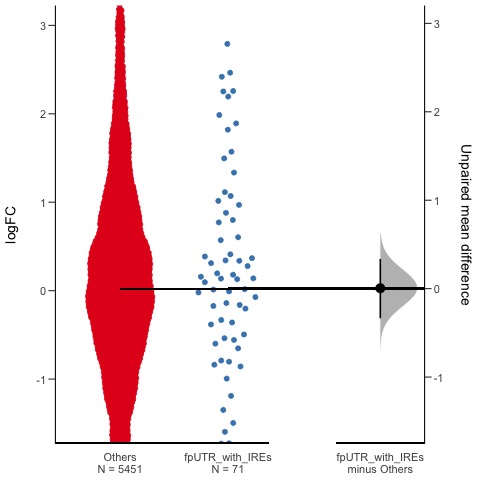 3
2
1
0
-1
logFC
3
2
1
0
-1
Unpaired mean difference
Others
N = 5451
fpUTR_with_IREs
N = 71
fpUTR_with_IREs
minus Others